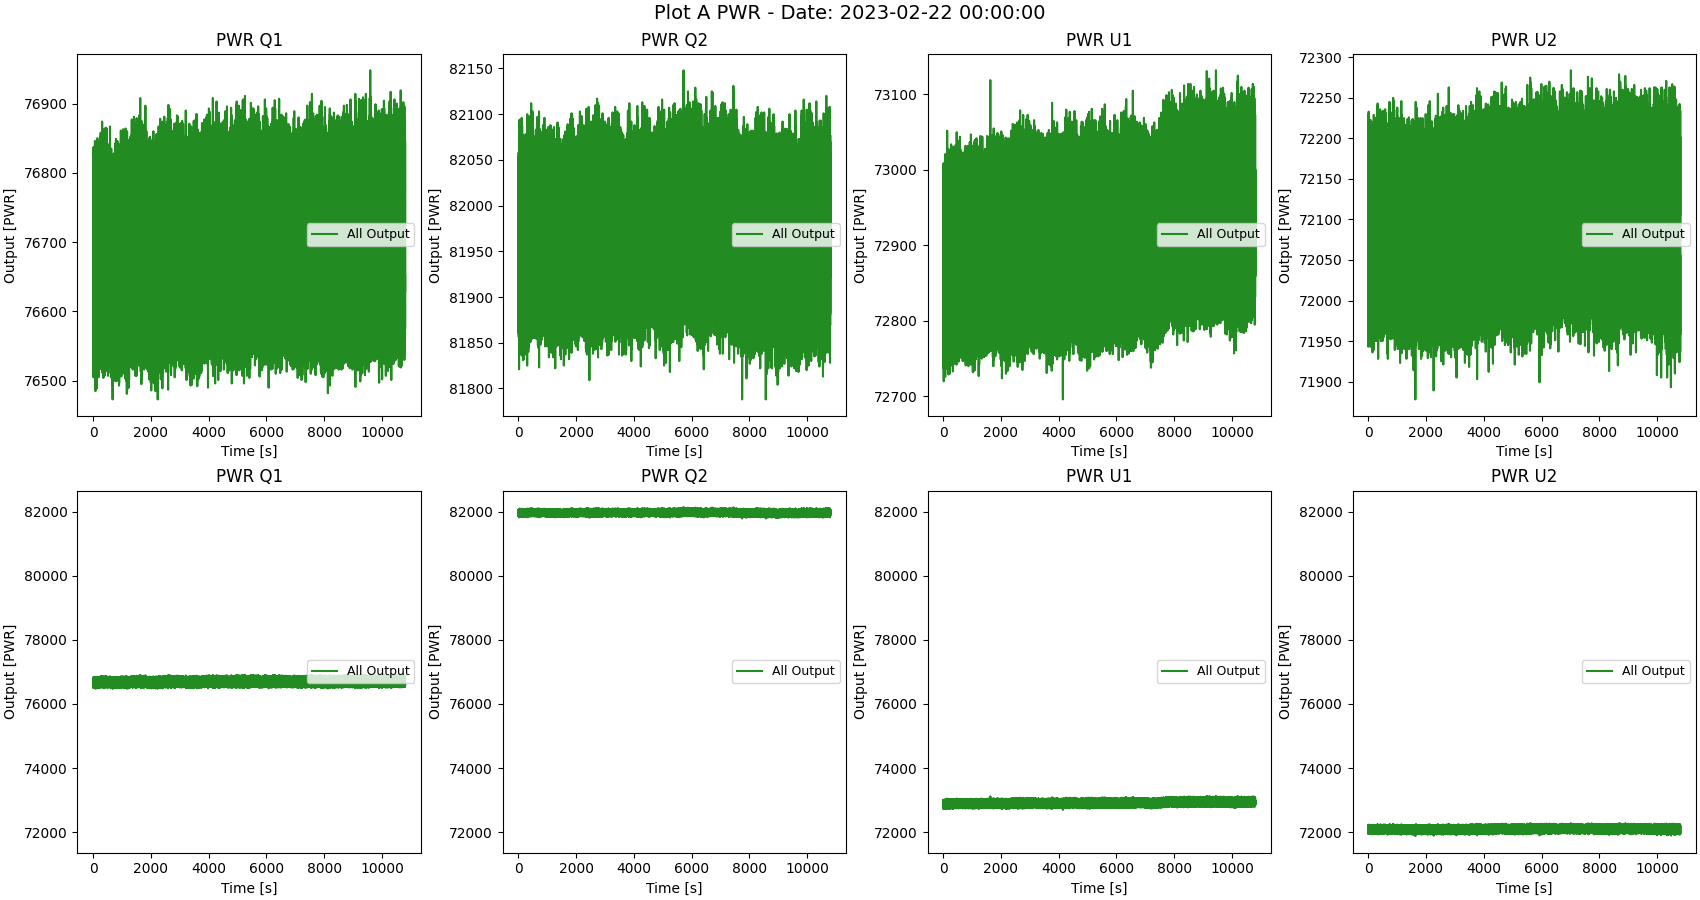 Plot A PWR - Date: 2023-02-22 00:00:00
PWR Q1
76900
76800
76700
76600
76500
Output [PWR]
0 2000 4000 6000 8000 10000
Time [s]
All Output
PWR Q2
82150
82100
82050
82000
81950
81900
81850
81800
Output [PWR]
0 2000 4000 6000 8000 10000
Time [s]
All Output
PWR U1
73100
73000
72900
72800
72700
Output [PWR]
0 2000 4000 6000 8000 10000
Time [s]
All Output
PWR U2
72300
72250
72200
72150
72100
72050
72000
71950
71900
Output [PWR]
0 2000 4000 6000 8000 10000
Time [s]
All Output
PWR Q1
82000
80000
78000
76000
74000
72000
Output [PWR]
0 2000 4000 6000 8000 10000
Time [s]
All Output
PWR Q2
82000
80000
78000
76000
74000
72000
Output [PWR]
0 2000 4000 6000 8000 10000
Time [s]
All Output
PWR U1
82000
80000
78000
76000
74000
72000
Output [PWR]
0 2000 4000 6000 8000 10000
Time [s]
All Output
PWR U2
82000
80000
78000
76000
74000
72000
Output [PWR]
0 2000 4000 6000 8000 10000
Time [s]
All Output